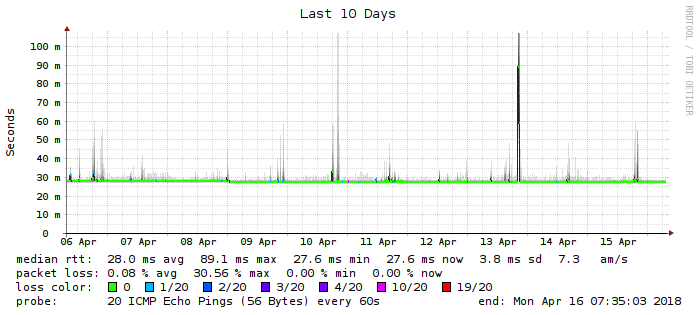 Last 10 Days
RRDTOOL / TOBI OETIKER
Seconds
100 m
90 m
80 m
70 m
60 m
50 m
40 m
30 m
20 m
10 m
0
06 Apr 07 Apr 08 Apr 09 Apr 10 Apr 11 Apr 12 Apr 13 Apr 14 Apr 15 Apr
median rtt: 28.0 ms avg 89.1 ms max 27.6 ms min 27.6 ms now 3.8 ms sd 7.3 am/s
packet loss: 0.08 % avg 30.56 % max 0.00 % min 0.00 % now
loss color: 0 1/20 2/20 3/20 4/20 10/20 19/20
probe: 20 ICMP Echo Pings (56 Bytes) every 60s end: Mon Apr 16 07:35:03 2018